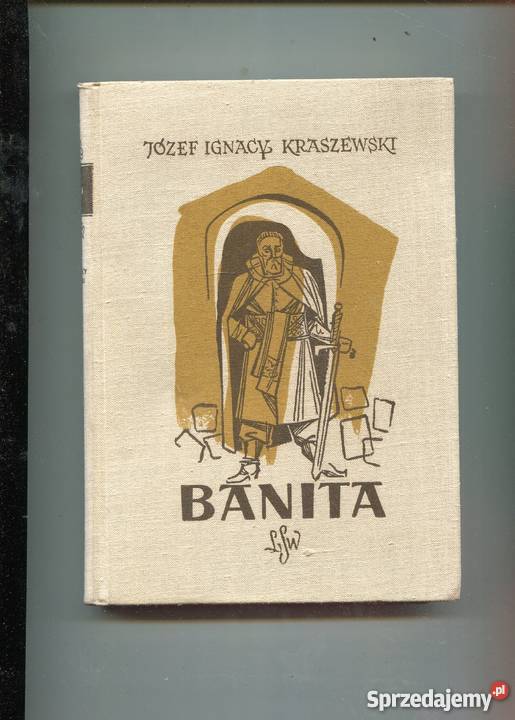 JÓZEF IGNACY KRASZEWSKI
BANITA
LSW
Sprzedajemy.pl